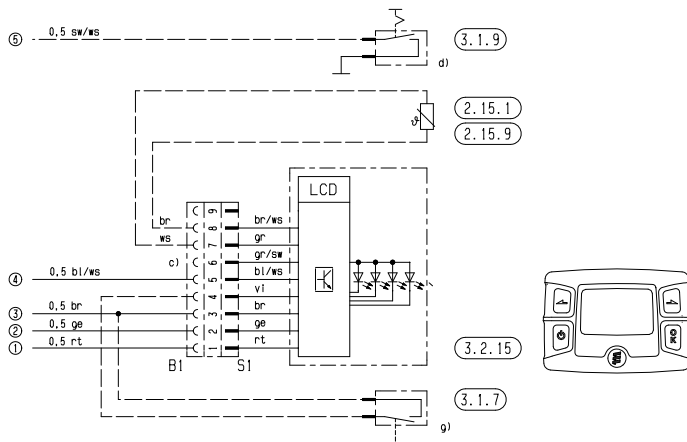 ⑤ 0,5 sw/ws
3.1.9
d)
2.15.1
2.15.9
LCD
br 8 br/ws
ws 7 gr
9
c) 6 gr/sw
④ 0,5 bl/ws 5 bl/ws
4 vi
③ 0,5 br 3 br
② 0,5 ge 2 ge
① 0,5 rt 1 rt
B1 S1
3.2.15
OK
3.1.7
g)